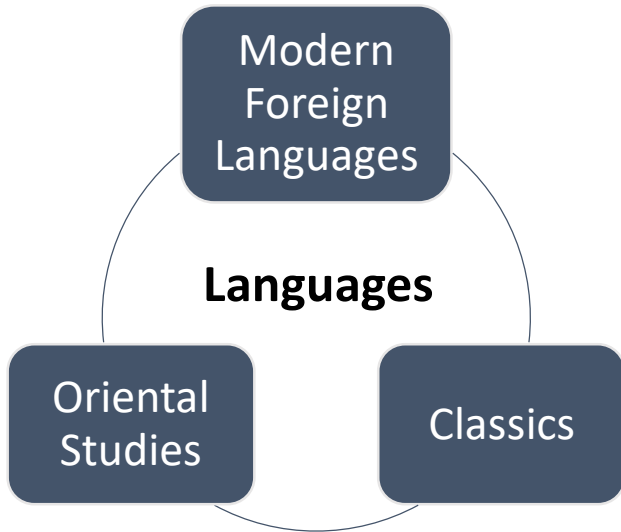 Modern
Foreign
Languages
Languages
Oriental
Studies
Classics